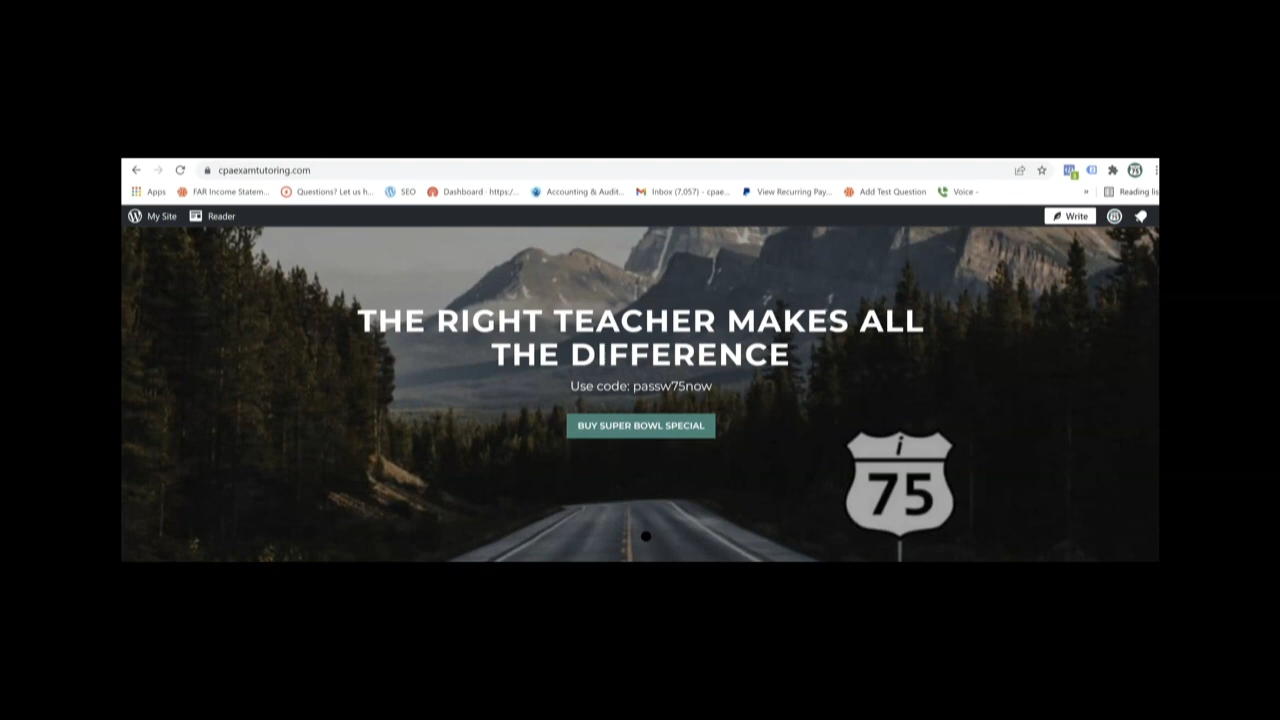 cpaexamtutoring.com
Apps FAR Income Statem... Questions? Let us h... SEO Dashboard · https:/... Accounting & Audit... Inbox (7,057) - cpae... View Recurring Pay... Add Test Question Voice - » Reading lis
My Site Reader Write
THE RIGHT TEACHER MAKES ALL
THE DIFFERENCE
Use code: passw75now
BUY SUPER BOWL SPECIAL
i
75